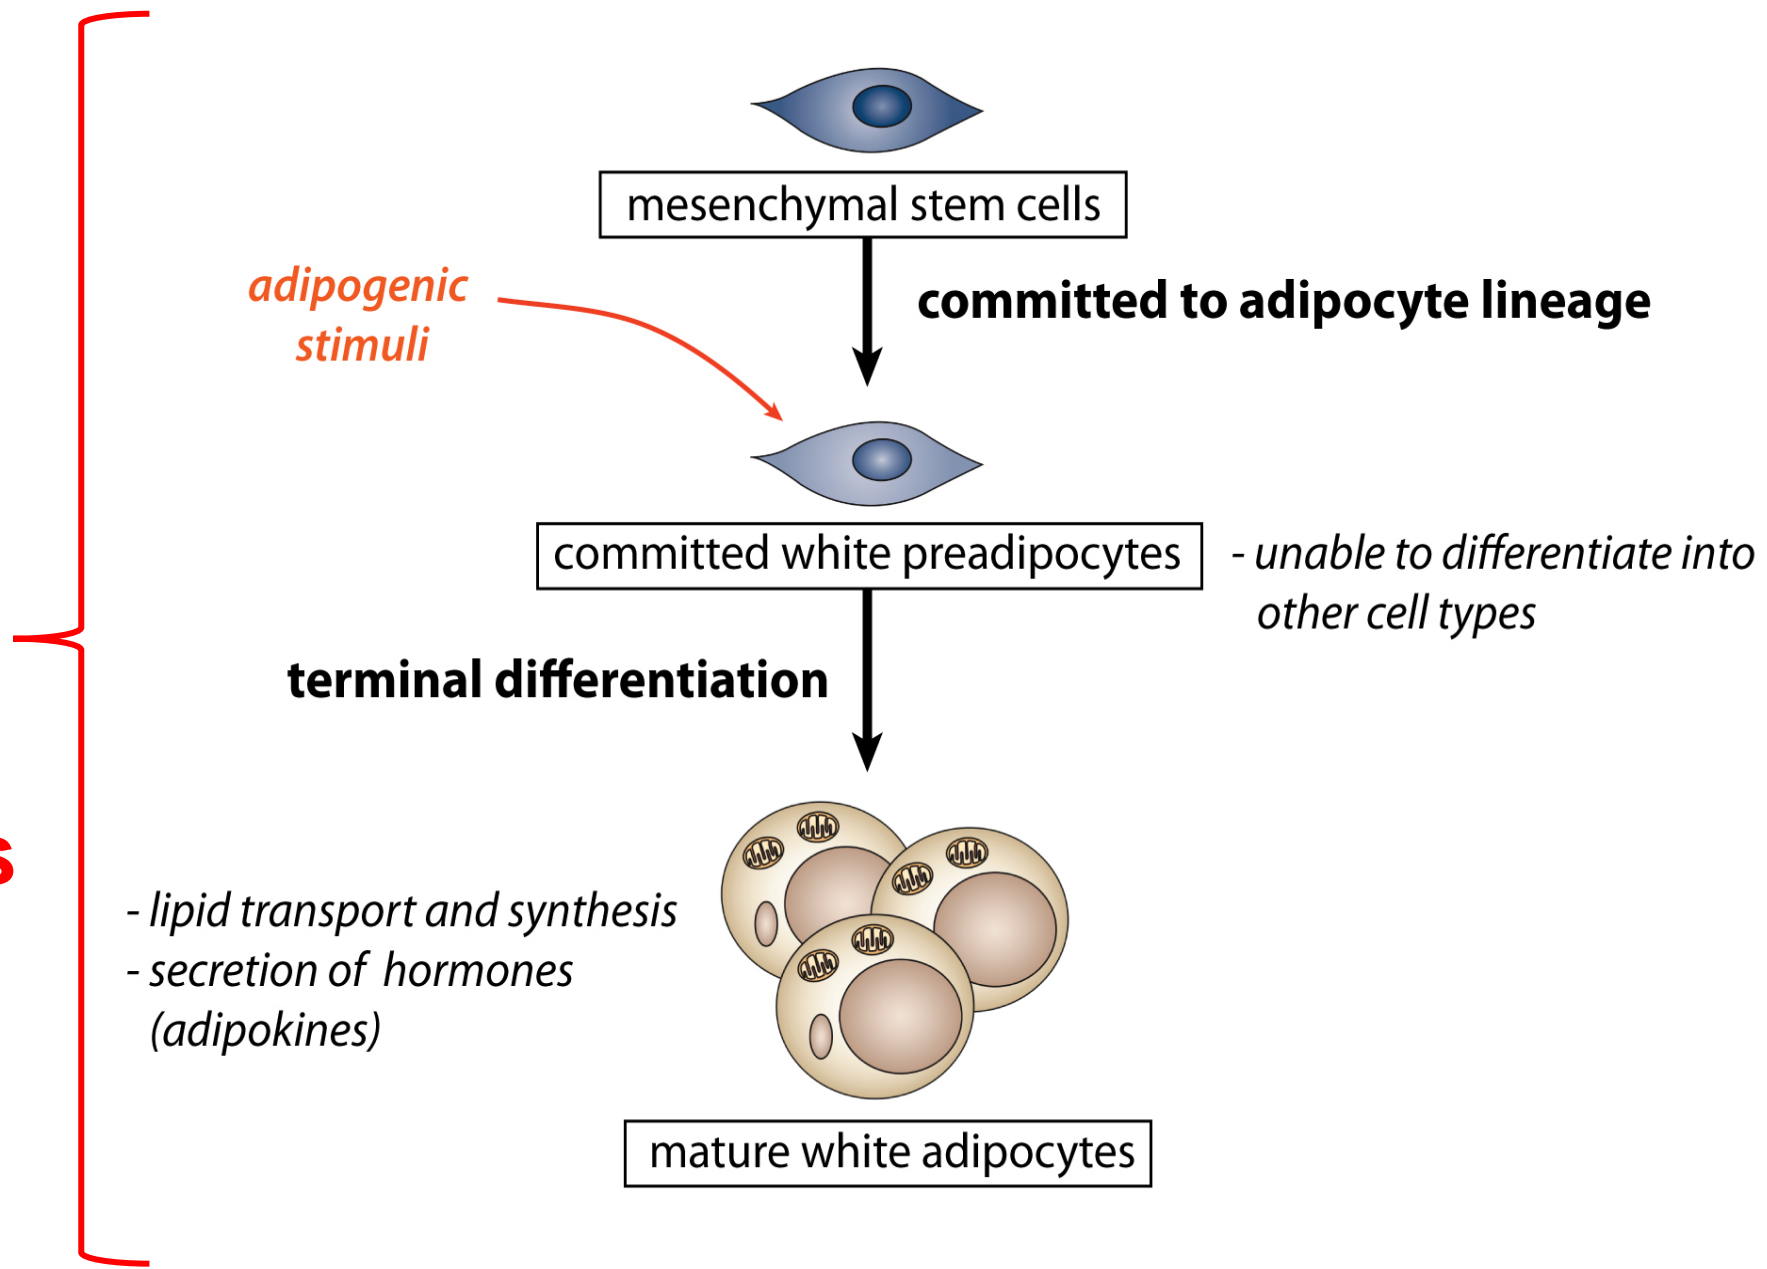 mesenchymal stem cells
adipogenic
stimuli
committed to adipocyte lineage
committed white preadipocytes
- unable to differentiate into
other cell types
terminal differentiation
- lipid transport and synthesis
- secretion of hormones
(adipokines)
mature white adipocytes